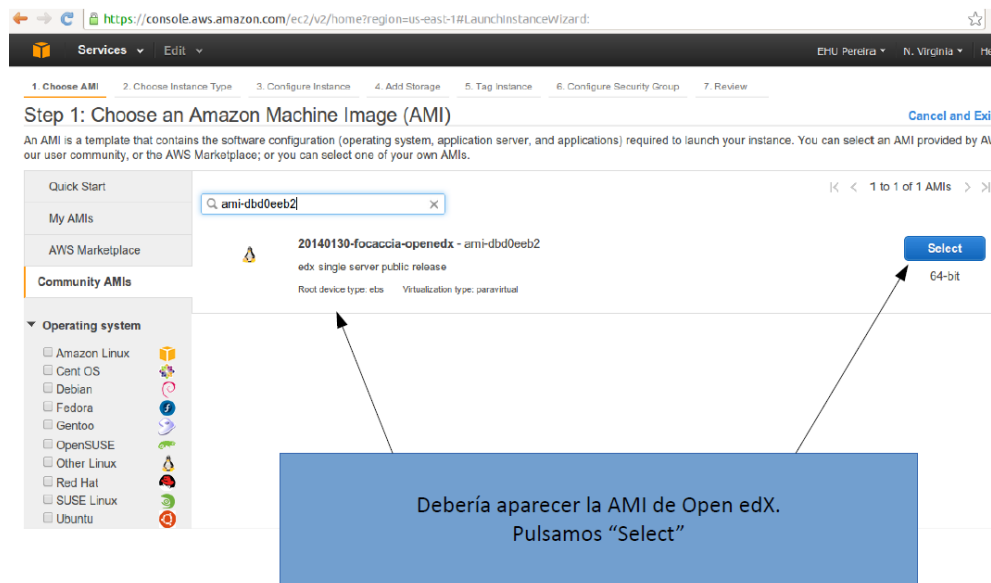 https://console.aws.amazon.com/ec2/v2/home?region=us-east-1#LaunchInstanceWizard:
Services Edit EHU Pereira N. Virginia He
1. Choose AMI 2. Choose Instance Type 3. Configure Instance 4. Add Storage 5. Tag Instance 6. Configure Security Group 7. Review
Step 1: Choose an Amazon Machine Image (AMI) Cancel and Exi
An AMI is a template that contains the software configuration (operating system, application server, and applications) required to launch your instance. You can select an AMI provided by AW
our user community, or the AWS Marketplace; or you can select one of your own AMIs.
Quick Start
1 to 1 of 1 AMIs
ami-dbd0eeb2
My AMIs
AWS Marketplace
Community AMIs
20140130-focaccia-openedx - ami-dbd0eeb2
edx single server public release
Root device type: ebs Virtualization type: paravirtual
Select
64-bit
Operating system
Amazon Linux
Cent OS
Debian
Fedora
Gentoo
OpenSUSE
Other Linux
Red Hat
SUSE Linux
Ubuntu
Debería aparecer la AMI de Open edX.
Pulsamos “Select”